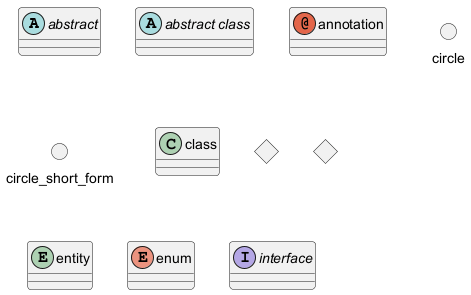 A abstract
A abstract class
@ annotation
circle
circle_short_form
C class
E entity
E enum
I interface